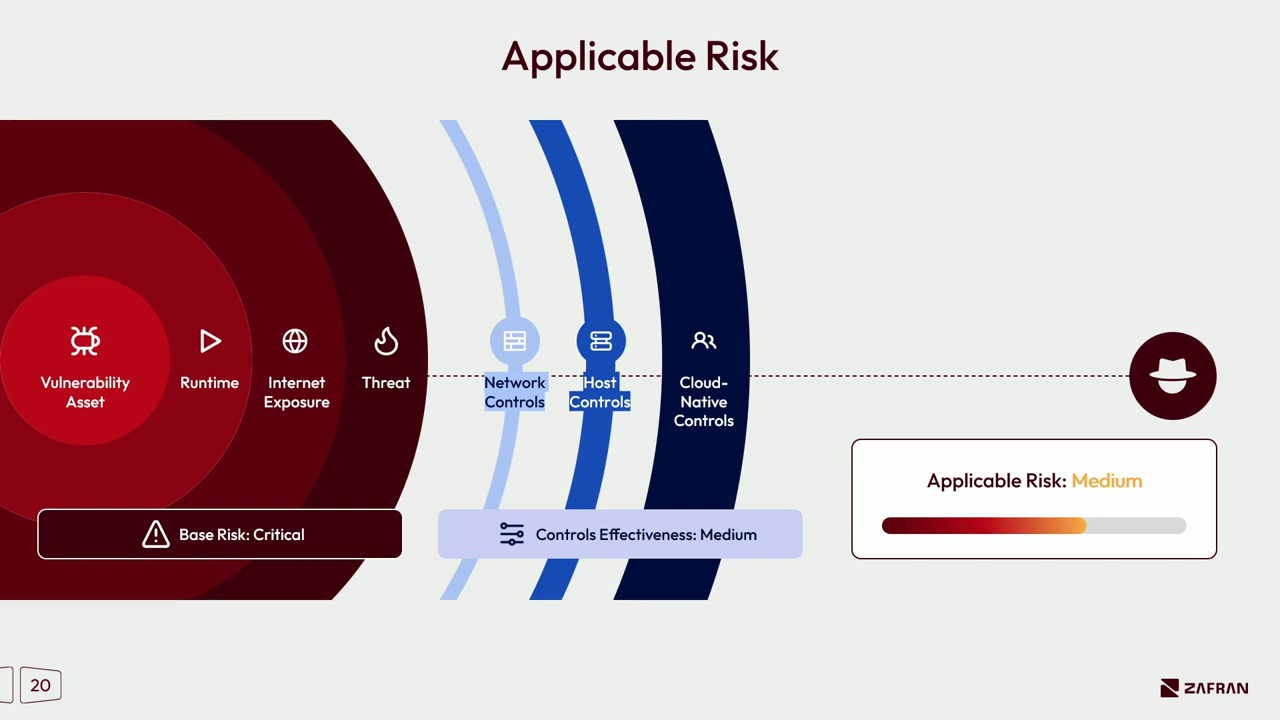 Applicable Risk
Vulnerability
Asset
Runtime
Internet
Exposure
Threat
Network
Controls
Host
Controls
Cloud-
Native
Controls
Base Risk: Critical
Controls Effectiveness: Medium
Applicable Risk: Medium
20
ZAFRAN